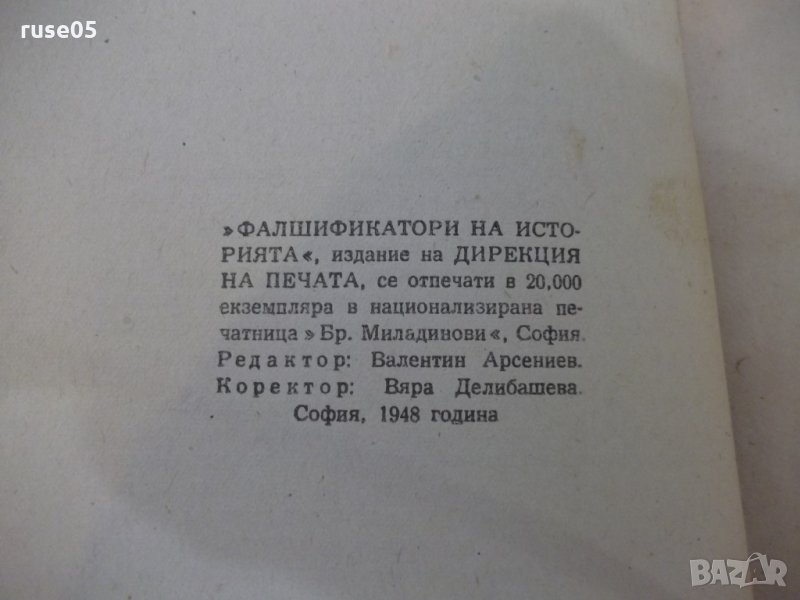 ruse05
»ФАЛШИФИКАТОРИ НА ИСТО-
РИЯТА«, издание на ДИРЕКЦИЯ
НА ПЕЧАТА, се отпечати в 20,000
екземпляра в национализирана пе-
чатница »Бр. Миладинови«, София.
Редактор: Валентин Арсениев.
Коректор: Вяра Делибашева.
София, 1948 година
BAZAR